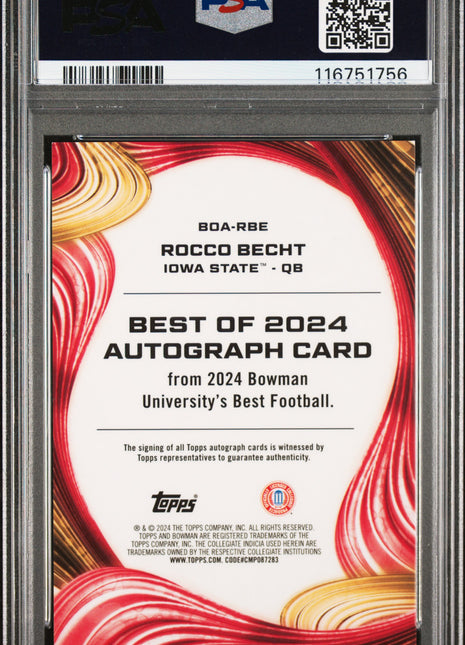 PSA
PSA
116751756
BOA-RBE
ROCCO BECHT
IOWA STATE™ - QB
BEST OF 2024
AUTOGRAPH CARD
from 2024 Bowman
University's Best Football.
The signing of all Topps autograph cards is witnessed by
Topps representatives to guarantee authenticity.
Topps®
® & © 2024 THE TOPPS COMPANY, INC. ALL RIGHTS RESERVED.
TOPPS AND BOWMAN ARE REGISTERED TRADEMARKS OF THE
TOPPS COMPANY, INC. THE COLLEGIATE INDICIA USED HEREIN ARE
TRADEMARKS OWNED BY THE RESPECTIVE COLLEGIATE INSTITUTIONS
WWW.TOPPS.COM. CODE#CMP087283